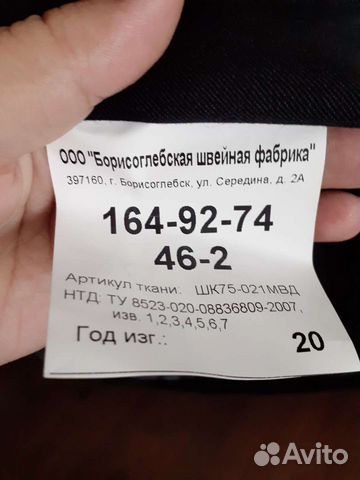 ООО "Борисоглебская швейная фабрика"
397160, г. Борисоглебск, ул. Середина, д. 2А
164-92-74
46-2
Артикул ткани: ШК75-021МВД
НТД: ТУ 8523-020-08836809-2007,
изв. 1,2,3,4,5,6,7
Год изг.: 20
Avito